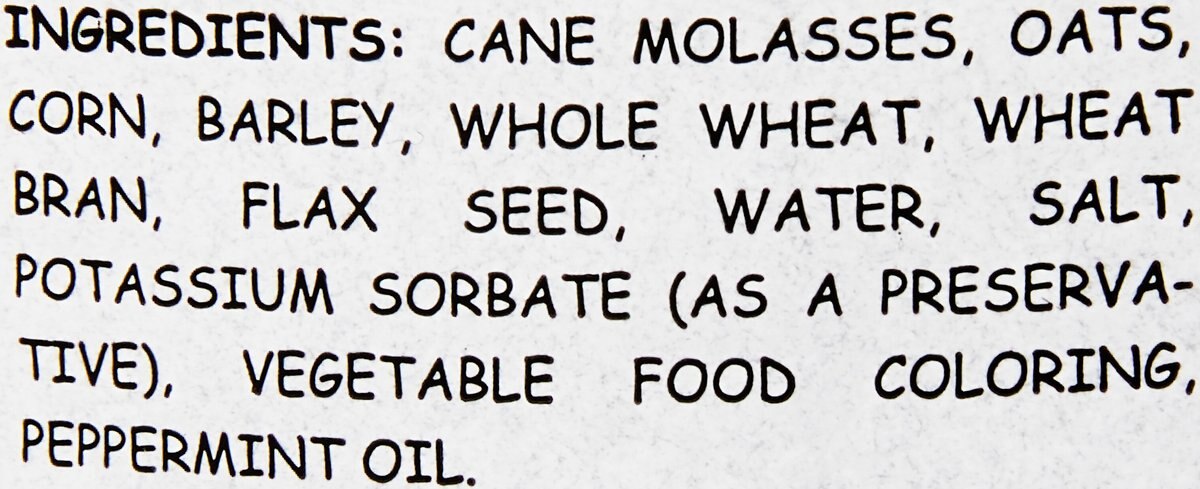 INGREDIENTS: CANE MOLASSES, OATS,
CORN, BARLEY, WHOLE WHEAT, WHEAT
BRAN, FLAX SEED, WATER, SALT,
POTASSIUM SORBATE (AS A PRESERVA-
TIVE), VEGETABLE FOOD COLORING,
PEPPERMINT OIL.